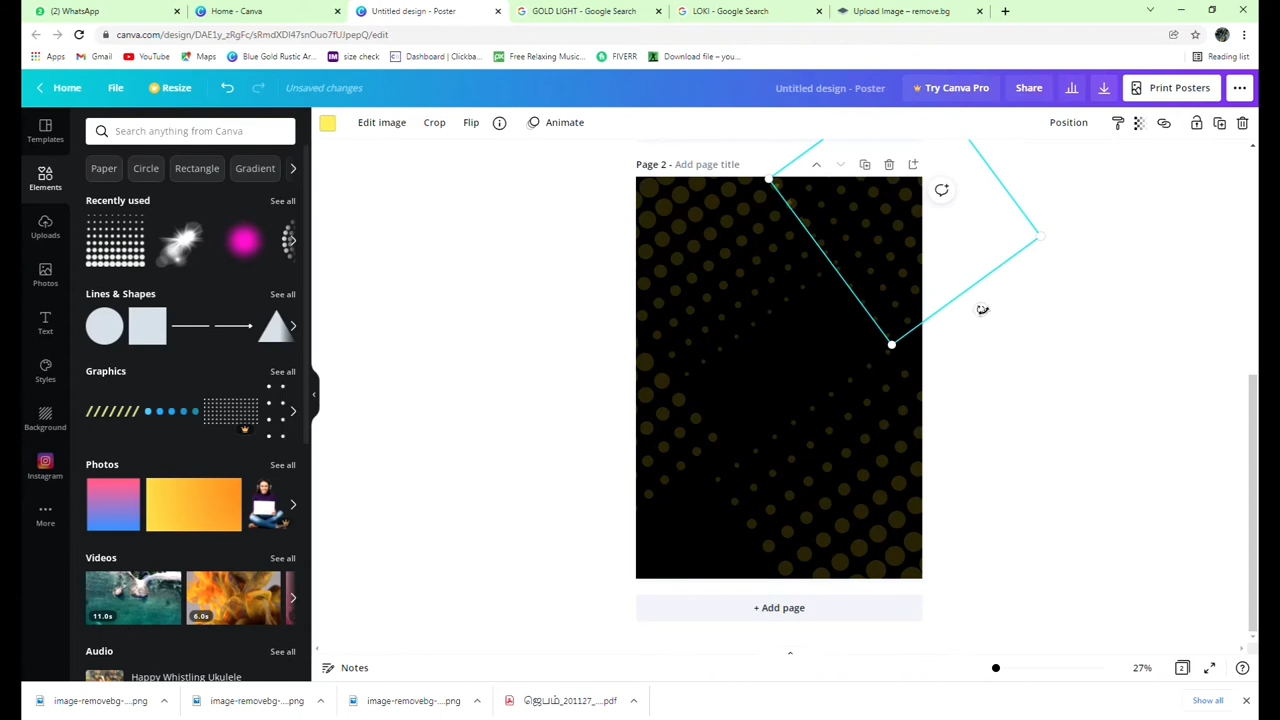 (2) WhatsApp
Home - Canva
Untitled design - Poster
GOLD LIGHT - Google Search
LOKI - Google Search
Upload Image – remove.bg
canva.com/design/DAE1y_zRgFc/sRmdXDl47snOuo7fUJpepQ/edit
Apps
Gmail
YouTube
Maps
Blue Gold Rustic Ar...
size check
Dashboard | Clickba...
Free Relaxing Music...
FIVERR
Download file – you...
Reading list
Home
File
Resize
Unsaved changes
Untitled design - Poster
Try Canva Pro
Share
Print Posters
Templates
Elements
Uploads
Photos
Text
Styles
Background
Instagram
More
Search anything from Canva
Paper
Circle
Rectangle
Gradient
Recently used
See all
Lines & Shapes
See all
Graphics
See all
Photos
See all
Videos
See all
11.0s
6.0s
Audio
See all
Happy Whistling Ukulele
Edit image
Crop
Flip
Animate
Position
Page 2 - Add page title
+ Add page
Notes
27%
2
image-removebg-....png
image-removebg-....png
image-removebg-....png
ஜெபம்_201127_....pdf
Show all